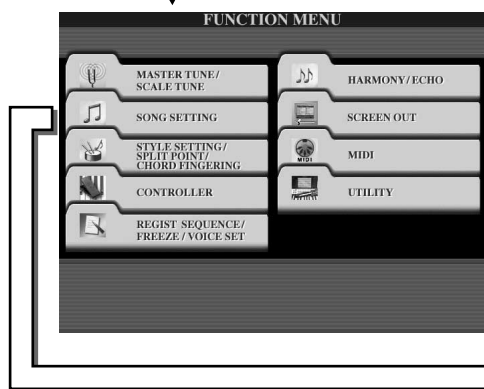 FUNCTION MENU
MASTER TUNE/
SCALE TUNE
SONG SETTING
STYLE SETTING/
SPLIT POINT/
CHORD FINGERING
CONTROLLER
REGIST SEQUENCE/
FREEZE / VOICE SET
HARMONY/ECHO
SCREEN OUT
MIDI
MIDI
UTILITY